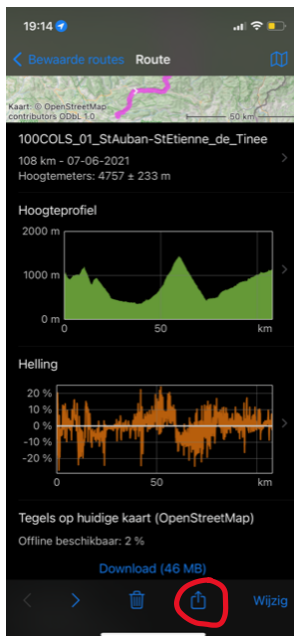 19:14
Bewaarde routes Route
Kaart: © OpenStreetMap
contributors ODbL 1.0
50 km
100COLS_01_StAuban-StEtienne_de_Tinee
108 km - 07-06-2021
Hoogtemeters: 4757 ± 233 m
Hoogteprofiel
2000 m
1000 m
0 m
0 50 km
Helling
20 %
10 %
0 %
-10 %
-20 %
0 50 km
Tegels op huidige kaart (OpenStreetMap)
Offline beschikbaar: 2 %
Download (46 MB)
Wijzig